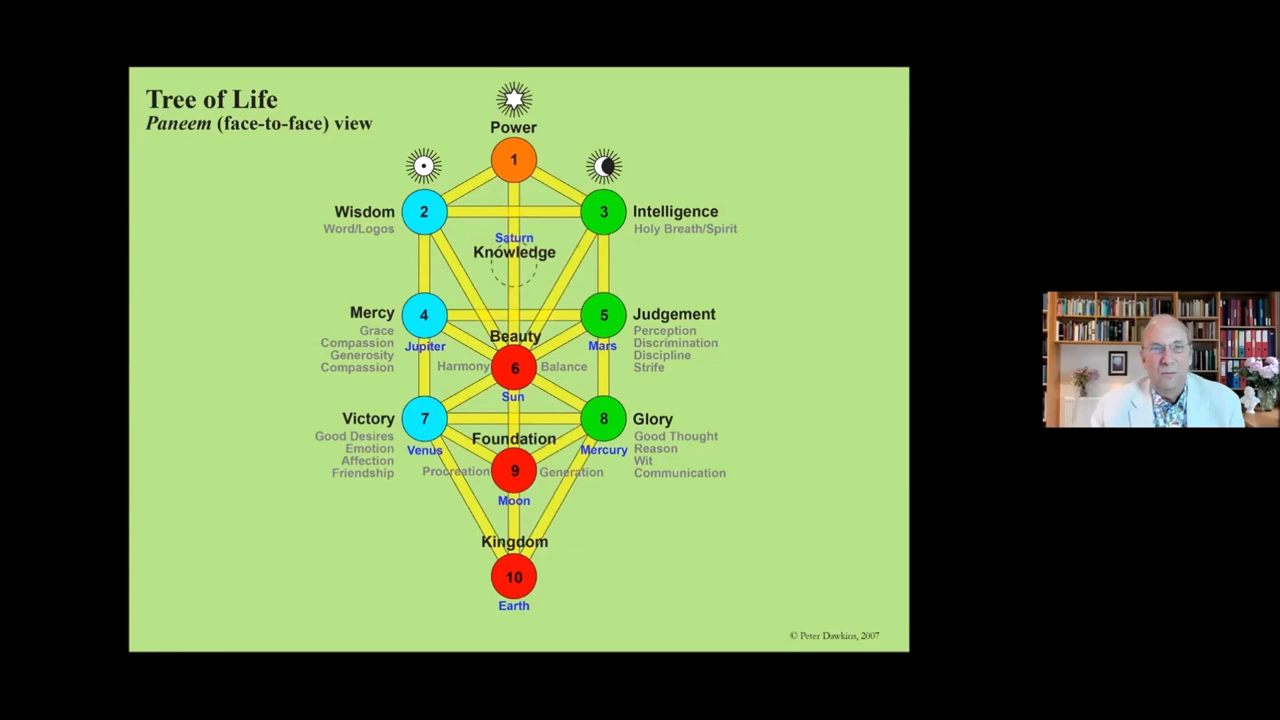 Tree of Life
Paneem (face-to-face) view
Power
1
Wisdom
Word/Logos
2
3
Intelligence
Holy Breath/Spirit
Saturn
Knowledge
Mercy
Grace
Compassion
Generosity
Compassion
4
Jupiter
5
Mars
Judgement
Perception
Discrimination
Discipline
Strife
Beauty
Harmony 6 Balance
Sun
Victory
Good Desires
Emotion
Affection
Friendship
7
Venus
8
Mercury
Glory
Good Thought
Reason
Wit
Communication
Foundation
Procreation 9 Generation
Moon
Kingdom
10
Earth
© Peter Dawkins, 2007